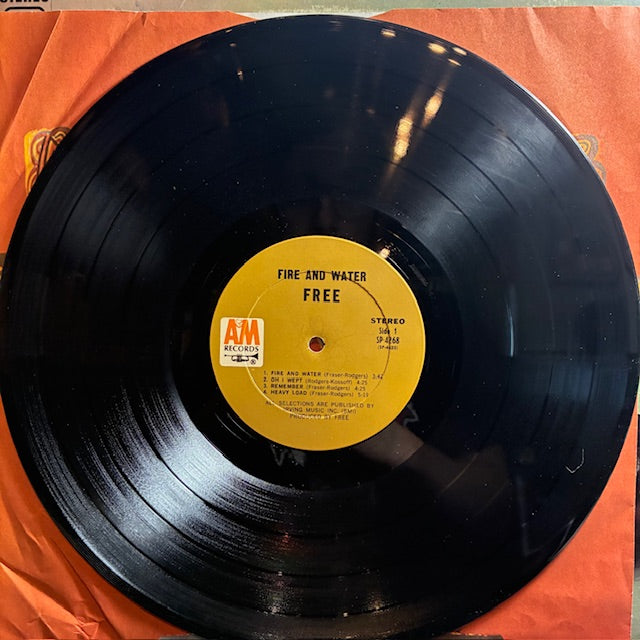 STEREO
FIRE AND WATER
FREE
STEREO
Side 1
SP-4268
A&M
RECORDS
®
1. FIRE AND WATER (Fraser-Rodgers) 3:42
2. OH I WEPT (Rodgers-Kossoff) 4:25
3. REMEMBER (Fraser-Rodgers) 4:25
4. HEAVY LOAD (Fraser-Rodgers) 5:19
ALL SELECTIONS ARE PUBLISHED BY
IRVING MUSIC INC. (BMI)
PRODUCED BY FREE